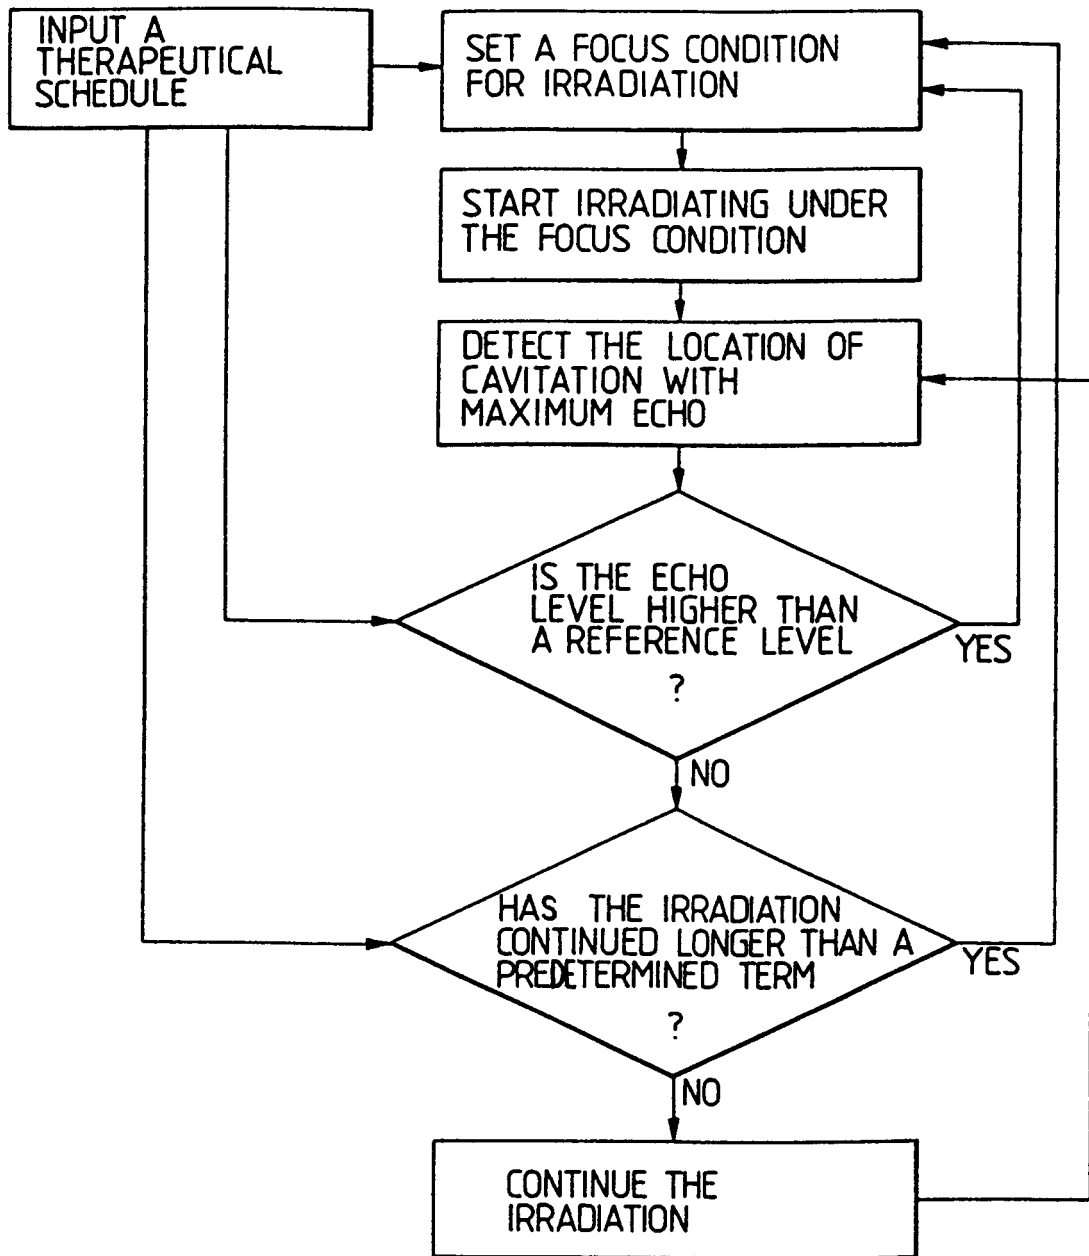 INPUT A
THERAPEUTICAL
SCHEDULE
SET A FOCUS CONDITION
FOR IRRADIATION
START IRRADIATING UNDER
THE FOCUS CONDITION
DETECT THE LOCATION OF
CAVITATION WITH
MAXIMUM ECHO
IS THE ECHO
LEVEL HIGHER THAN
A REFERENCE LEVEL
?
YES
NO
HAS THE IRRADIATION
CONTINUED LONGER THAN A
PREDETERMINED TERM
?
YES
NO
CONTINUE THE
IRRADIATION